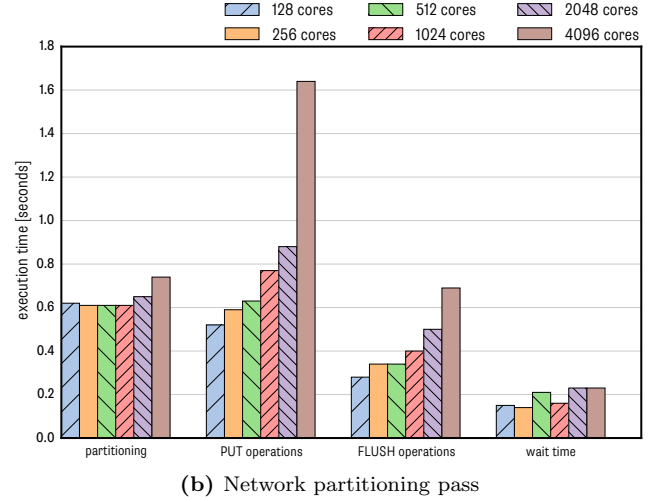 128 cores 512 cores 2048 cores
256 cores 1024 cores 4096 cores
1.8
1.6
1.4
1.2
1.0
0.8
0.6
0.4
0.2
0.0
execution time [seconds]
partitioning PUT operations FLUSH operations wait time
(b) Network partitioning pass